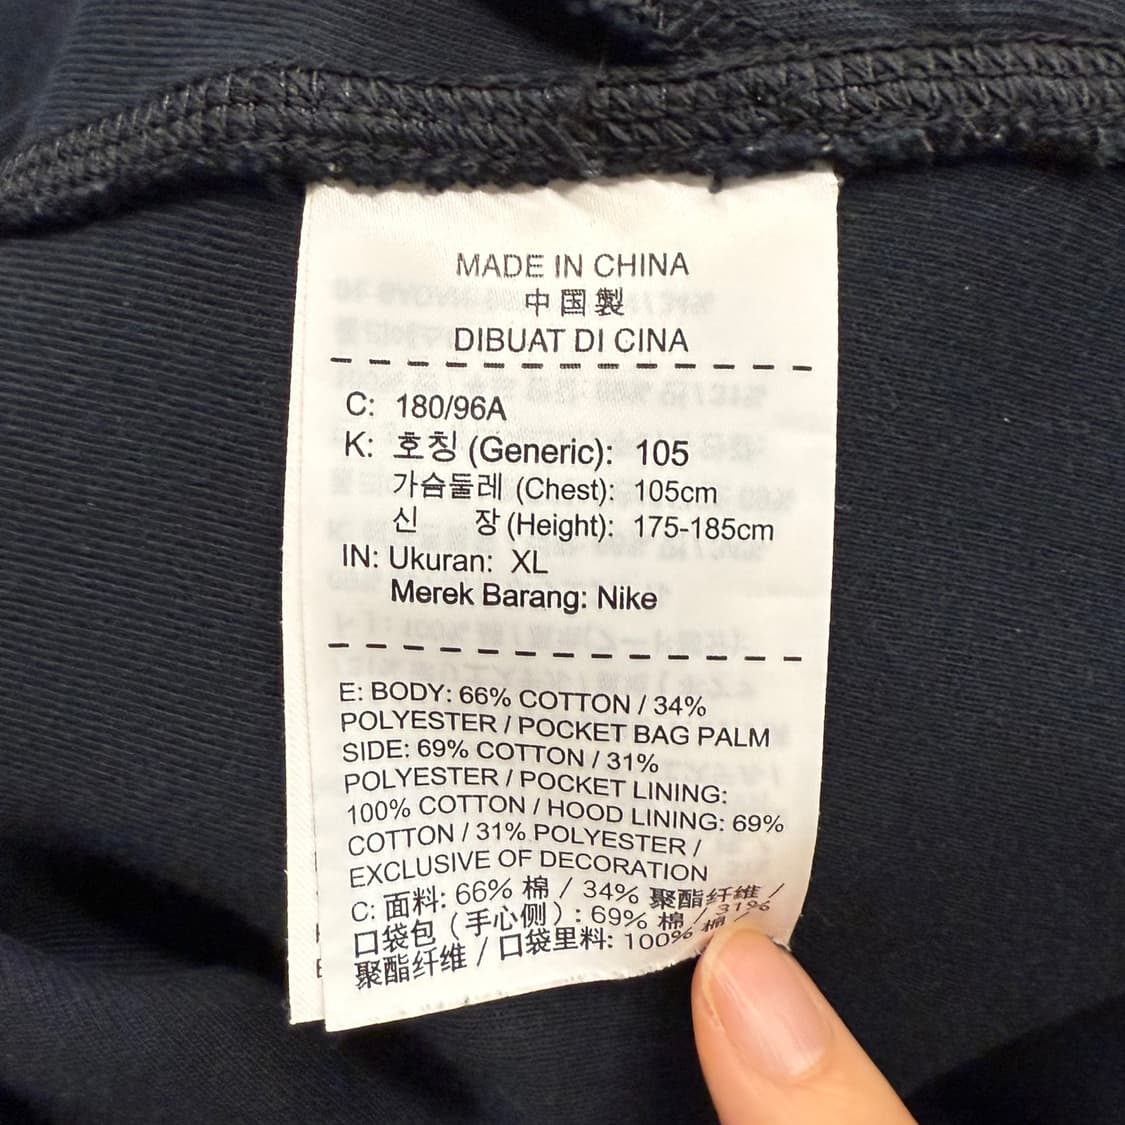 MADE IN CHINA
中国製
DIBUAT DI CINA
C: 180/96A
K: 호칭 (Generic): 105
가슴둘레 (Chest): 105cm
신 장 (Height): 175-185cm
IN: Ukuran: XL
Merek Barang: Nike
E: BODY: 66% COTTON / 34%
POLYESTER / POCKET BAG PALM
SIDE: 69% COTTON / 31%
POLYESTER / POCKET LINING:
100% COTTON / HOOD LINING: 69%
COTTON / 31% POLYESTER /
EXCLUSIVE OF DECORATION
C: 面料: 66% 棉 / 34% 聚酯纤维 /
口袋包（手心侧）: 69% 棉 / 31%
聚酯纤维 / 口袋里料: 100% 棉 /